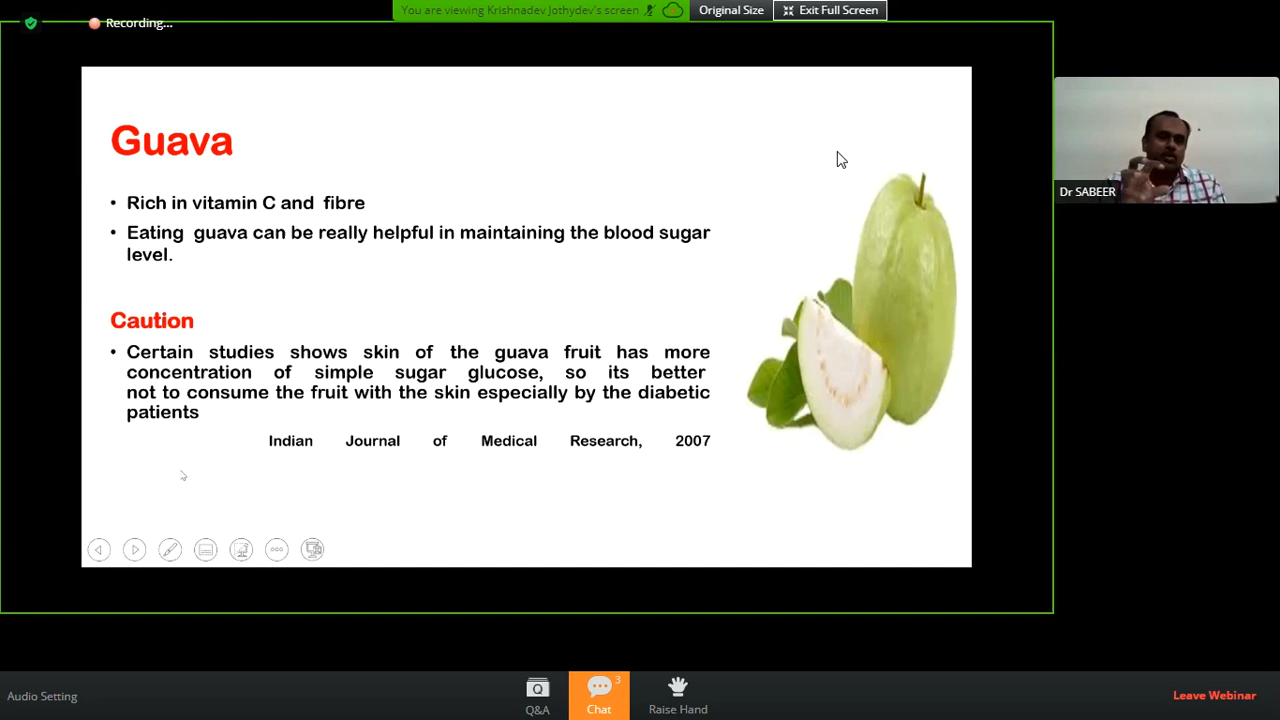 You are viewing Krishnadev Jothydev's screen
Original Size
Exit Full Screen
Recording...
Guava
• Rich in vitamin C and fibre
• Eating guava can be really helpful in maintaining the blood sugar
level.
Caution
• Certain studies shows skin of the guava fruit has more
concentration of simple sugar glucose, so its better
not to consume the fruit with the skin especially by the diabetic
patients
Indian Journal of Medical Research, 2007
Dr SABEER
Audio Setting
Q
Q&A
3
Chat
Raise Hand
Leave Webinar